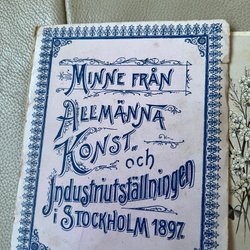 MINNE FRÅN
ALLMÄNNA
KONST- och
Industriutställningen
i STOCKHOLM 1897.